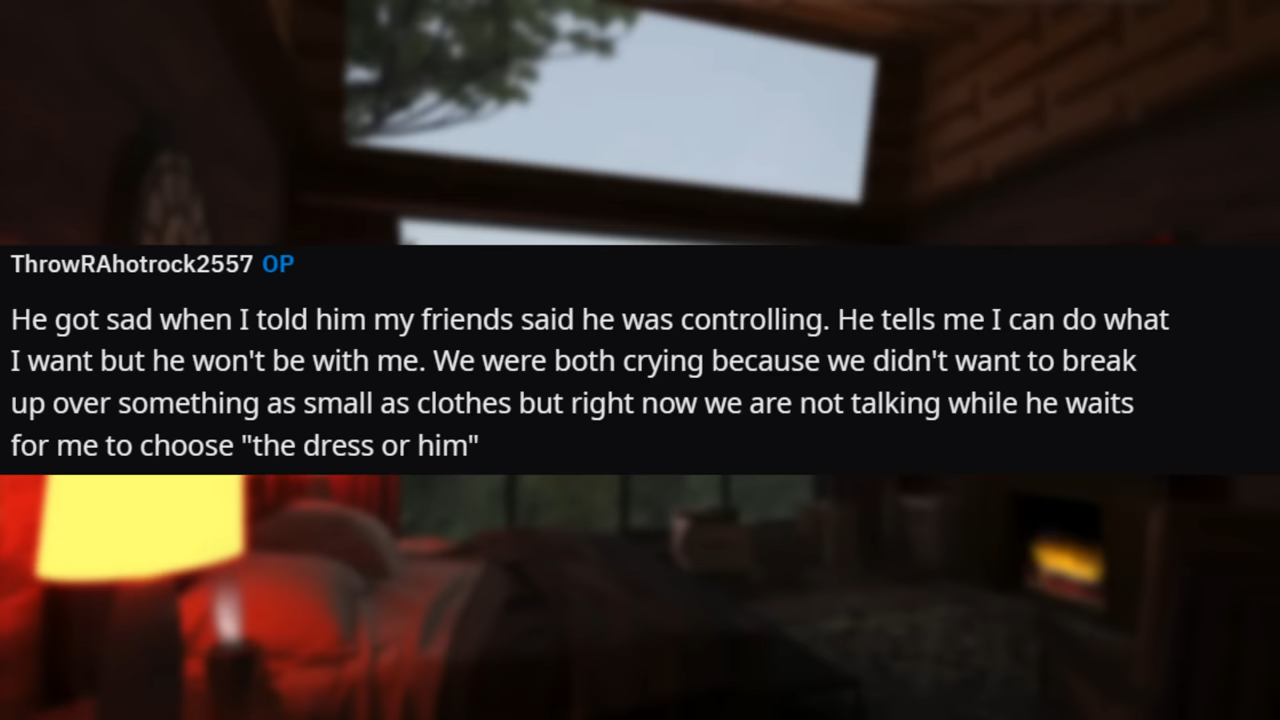 ThrowRAhotrock2557 OP
He got sad when I told him my friends said he was controlling. He tells me I can do what
I want but he won't be with me. We were both crying because we didn't want to break
up over something as small as clothes but right now we are not talking while he waits
for me to choose "the dress or him"